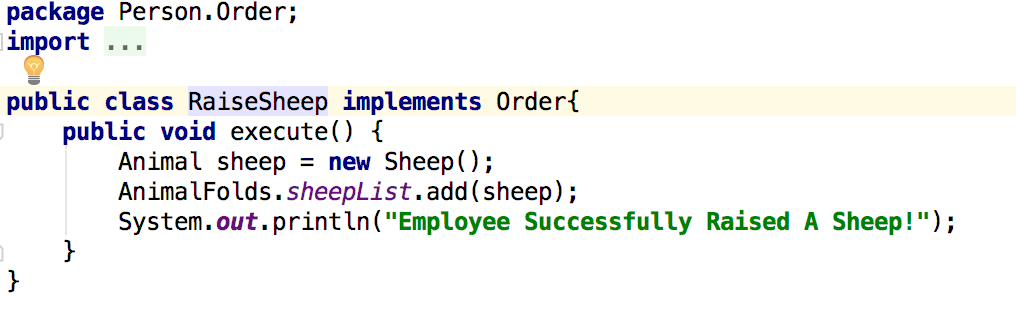 package Person.Order;
import ...
public class RaiseSheep implements Order{
    public void execute() {
        Animal sheep = new Sheep();
        AnimalFolds.sheepList.add(sheep);
        System.out.println("Employee Successfully Raised A Sheep!");
    }
}